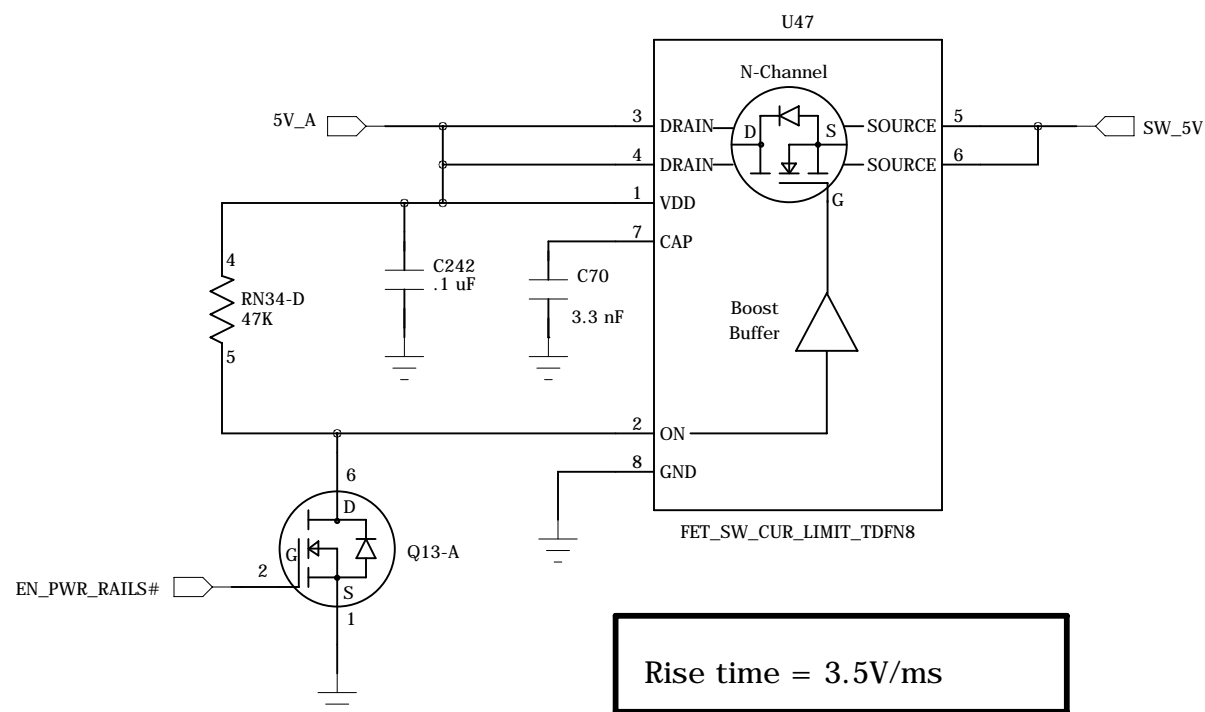 U47
N-Channel
5V_A
3
DRAIN
D
S
SOURCE
5
SW_5V
4
DRAIN
SOURCE
6
G
1
VDD
7
CAP
4
RN34-D
47K
5
C242
.1 uF
C70
3.3 nF
Boost
Buffer
2
ON
8
GND
6
D
G
S
Q13-A
FET_SW_CUR_LIMIT_TDFN8
EN_PWR_RAILS#
2
1
Rise time = 3.5V/ms